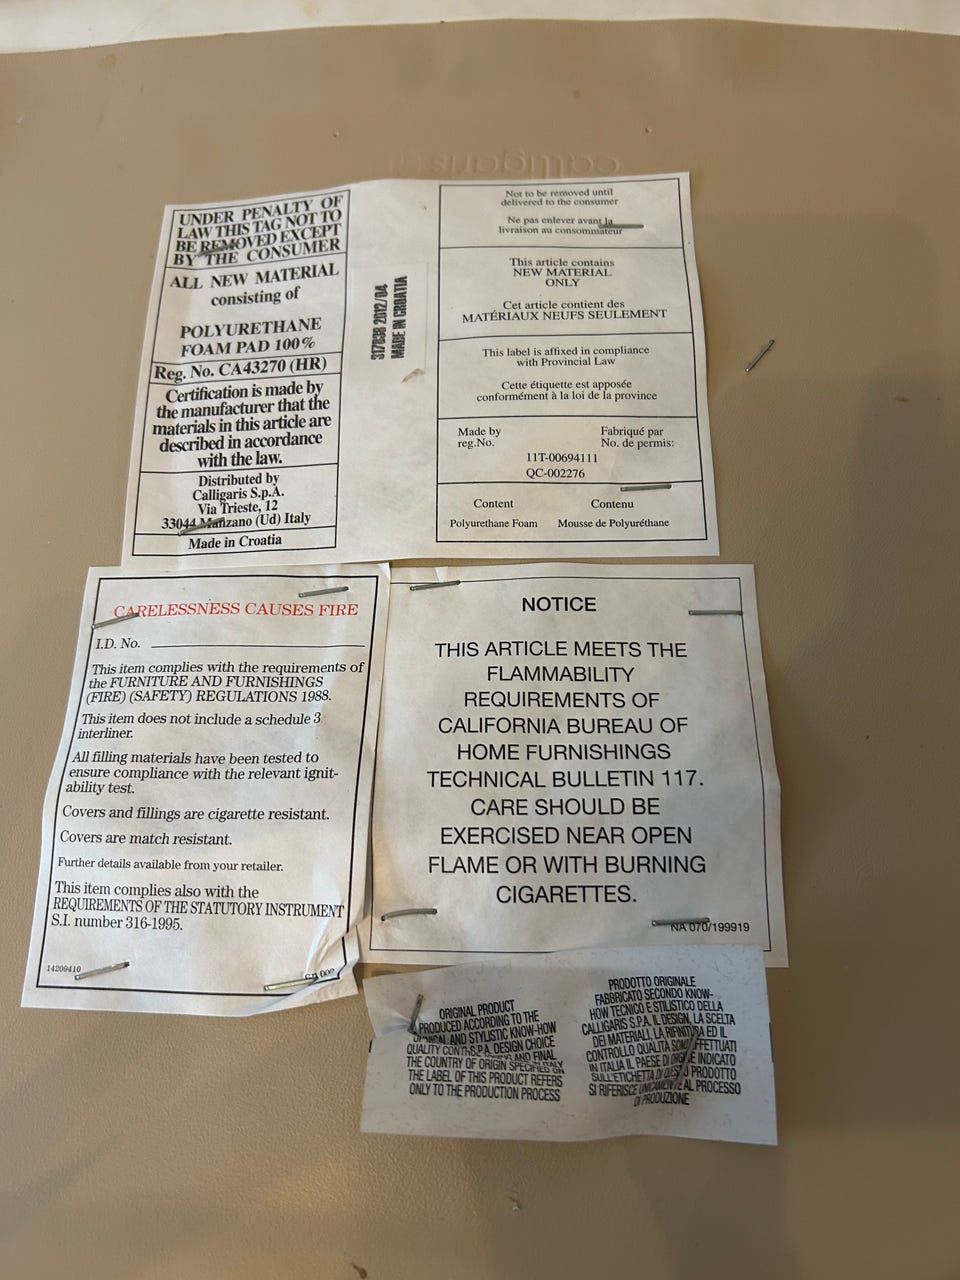 calligaris
UNDER PENALTY OF
LAW THIS TAG NOT TO
BE REMOVED EXCEPT
BY THE CONSUMER
ALL NEW MATERIAL
consisting of
POLYURETHANE
FOAM PAD 100%
Reg. No. CA43270 (HR)
Certification is made by
the manufacturer that the
materials in this article are
described in accordance
with the law.
Distributed by
Calligaris S.p.A.
Via Trieste, 12
33044 Manzano (Ud) Italy
Made in Croatia
317838 2012/04
MADE IN CROATIA
Not to be removed until
delivered to the consumer
Ne pas enlever avant la
livraison au consommateur
This article contains
NEW MATERIAL
ONLY
Cet article contient des
MATÉRIAUX NEUFS SEULEMENT
This label is affixed in compliance
with Provincial Law
Cette étiquette est apposée
conformément à la loi de la province
Made by
reg.No.
Fabriqué par
No. de permis:
11T-00694111
QC-002276
Content
Contenu
Polyurethane Foam
Mousse de Polyuréthane
CARELESSNESS CAUSES FIRE
I.D. No.
This item complies with the requirements of
the FURNITURE AND FURNISHINGS
(FIRE) (SAFETY) REGULATIONS 1988.
This item does not include a schedule 3
interliner.
All filling materials have been tested to
ensure compliance with the relevant ignit-
ability test.
Covers and fillings are cigarette resistant.
Covers are match resistant.
Further details available from your retailer.
This item complies also with the
REQUIREMENTS OF THE STATUTORY INSTRUMENT
S.I. number 316-1995.
14209410
NOTICE
THIS ARTICLE MEETS THE
FLAMMABILITY
REQUIREMENTS OF
CALIFORNIA BUREAU OF
HOME FURNISHINGS
TECHNICAL BULLETIN 117.
CARE SHOULD BE
EXERCISED NEAR OPEN
FLAME OR WITH BURNING
CIGARETTES.
NA 070/199919
ORIGINAL PRODUCT
PRODUCED ACCORDING TO THE
AND STYLISTIC KNOW-HOW
S.P.A. DESIGN CHOICE
QUALITY AND FINAL
THE COUNTRY OF ORIGIN SPECIFIED ON
THE LABEL OF THIS PRODUCT REFERS
ONLY TO THE PRODUCTION PROCESS
PRODOTTO ORIGINALE
FABBRICATO SECONDO KNOW-
HOW TECNICO E STILISTICO DELLA
CALLIGARIS S.P.A. IL DESIGN, LA SCELTA
DEI MATERIALI, LA RIFINITURA ED IL
CONTROLLO QUALITÀ SONO EFFETTUATI
IN ITALIA IL PAESE DI ORIGINE INDICATO
SULL'ETICHETTA DI QUESTO PRODOTTO
SI RIFERISCE UNICAMENTE AL PROCESSO
DI PRODUZIONE